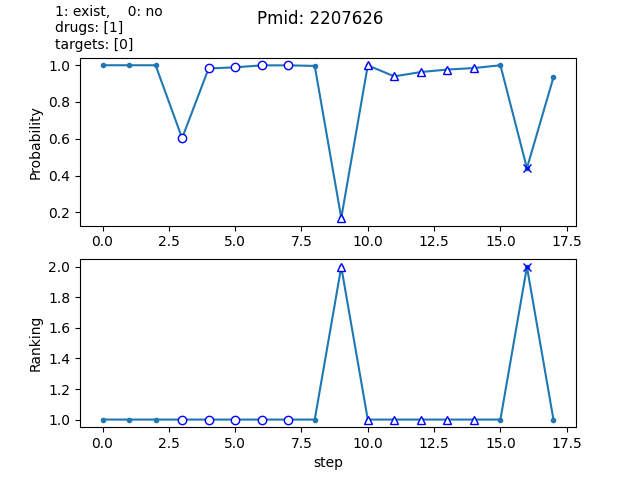 1: exist,    0: no
drugs: [1]
targets: [0]
Pmid: 2207626
Probability
1.0
0.8
0.6
0.4
0.2
0.0 2.5 5.0 7.5 10.0 12.5 15.0 17.5
Ranking
2.0
1.8
1.6
1.4
1.2
1.0
0.0 2.5 5.0 7.5 10.0 12.5 15.0 17.5
step